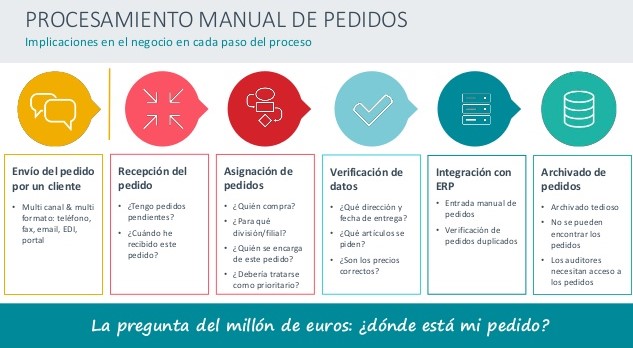 PROCESAMIENTO MANUAL DE PEDIDOS
Implicaciones en el negocio en cada paso del proceso
Envío del pedido
por un cliente
• Multi canal & multi
formato: teléfono,
fax, email, EDI,
portal
Recepción del
pedido
• ¿Tengo pedidos
pendientes?
• ¿Cuándo he
recibido este
pedido?
Asignación de
pedidos
• ¿Quién compra?
• ¿Para qué
división/filial?
• ¿Quién se encarga
de este pedido?
• ¿Debería tratarse
como prioritario?
Verificación de
datos
• ¿Qué dirección y
fecha de entrega?
• ¿Qué artículos se
piden?
• ¿Son los precios
correctos?
Integración con
ERP
• Entrada manual de
pedidos
• Verificación de
pedidos duplicados
Archivado de
pedidos
• Archivado tedioso
• No se pueden
encontrar los
pedidos
• Los auditores
necesitan acceso a
los pedidos
La pregunta del millón de euros: ¿dónde está mi pedido?